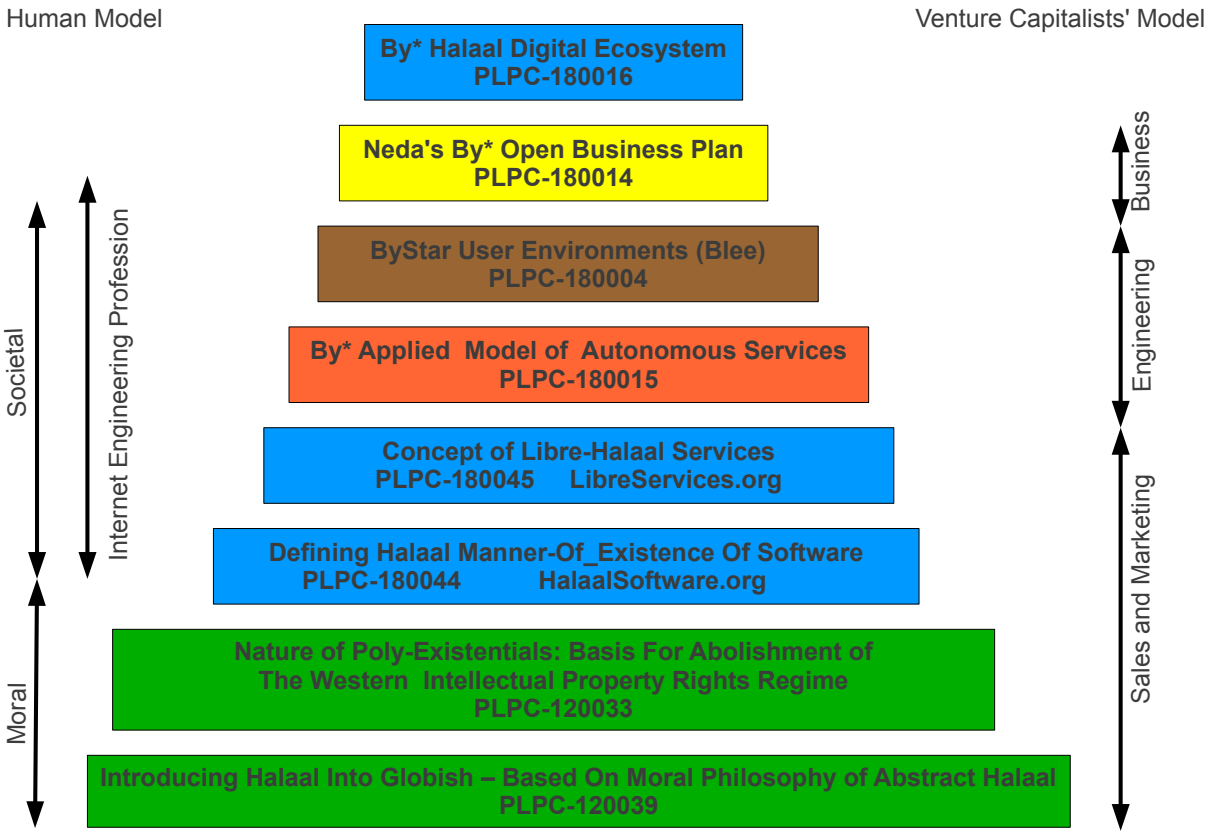 Human Model
Venture Capitalists' Model
By* Halaal Digital Ecosystem
PLPC-180016
Neda's By* Open Business Plan
PLPC-180014
ByStar User Environments (Blee)
PLPC-180004
By* Applied Model of Autonomous Services
PLPC-180015
Concept of Libre-Halaal Services
PLPC-180045 LibreServices.org
Defining Halaal Manner-Of_Existence Of Software
PLPC-180044 HalaalSoftware.org
Nature of Poly-Existentials: Basis For Abolishment of
The Western Intellectual Property Rights Regime
PLPC-120033
Introducing Halaal Into Globish – Based On Moral Philosophy of Abstract Halaal
PLPC-120039
Societal
Moral
Internet Engineering Profession
Business
Engineering
Sales and Marketing